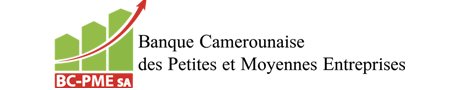 BC-PME SA
Banque Camerounaise
des Petites et Moyennes Entreprises